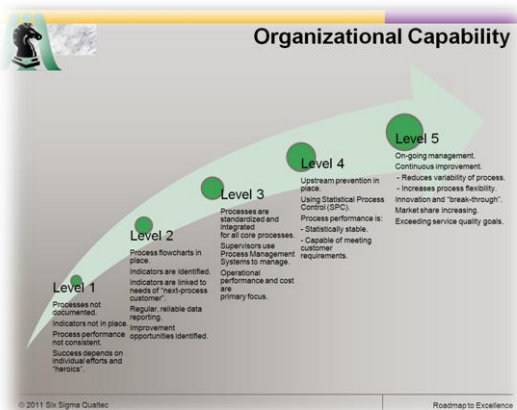 Organizational Capability
Level 1
Processes not
documented.
Indicators not in place
Process performance
not consistent.
Success depends on
individual efforts and
"heroics".
Level 2
Process flowcharts in
place.
Indicators are identified.
Indicators are linked to
needs of "next-process
customer".
Regular, reliable data
reporting.
Improvement
opportunities identified.
Level 3
Processes are
standardized and
integrated
for all core processes.
Supervisors use
Process Management
Systems to manage.
Operational
performance and cost
are
primary focus.
Level 4
Upstream prevention in
place.
Using Statistical Process
Control (SPC).
Process performance is:
- Statistically stable.
- Capable of meeting
customer
requirements.
Level 5
On-going management.
Continuous improvement.
- Reduces variability of process.
- Increases process flexibility.
Innovation and "break-through".
Market share increasing.
Exceeding service quality goals.
© 2011 Six Sigma Qualtec
Roadmap to Excellence